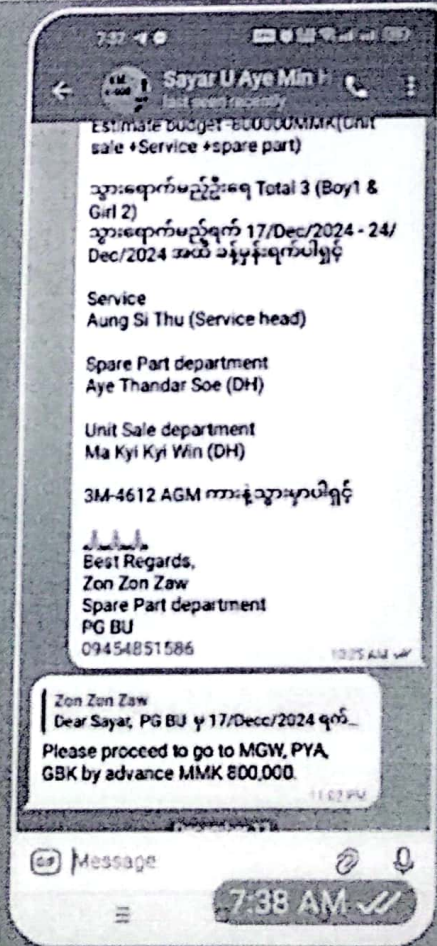 7:37
Sayar U Aye Min H
last seen recently
Estimate budget -800000MMK(Unit
sale +Service +spare part)
သွားရောက်မည့်ဦးရေ Total 3 (Boy1 &
Girl 2)
သွားရောက်မည့်ရက် 17/Dec/2024 - 24/
Dec/2024 အထိ ခန့်မှန်းရက်ပါရှင့်
Service
Aung Si Thu (Service head)
Spare Part department
Aye Thandar Soe (DH)
Unit Sale department
Ma Kyi Kyi Win (DH)
3M-4612 AGM ကားနဲ့သွားမှာပါရှင့်
🙏🙏🙏
Best Regards,
Zon Zon Zaw
Spare Part department
PG BU
09454851586
10:25 AM
Zon Zon Zaw
Dear Sayar, PG BU မှ 17/Decc/2024 ရက်...
Please proceed to go to MGW, PYA,
GBK by advance MMK 800,000.
11:02 PM
GIF Message
7:38 AM